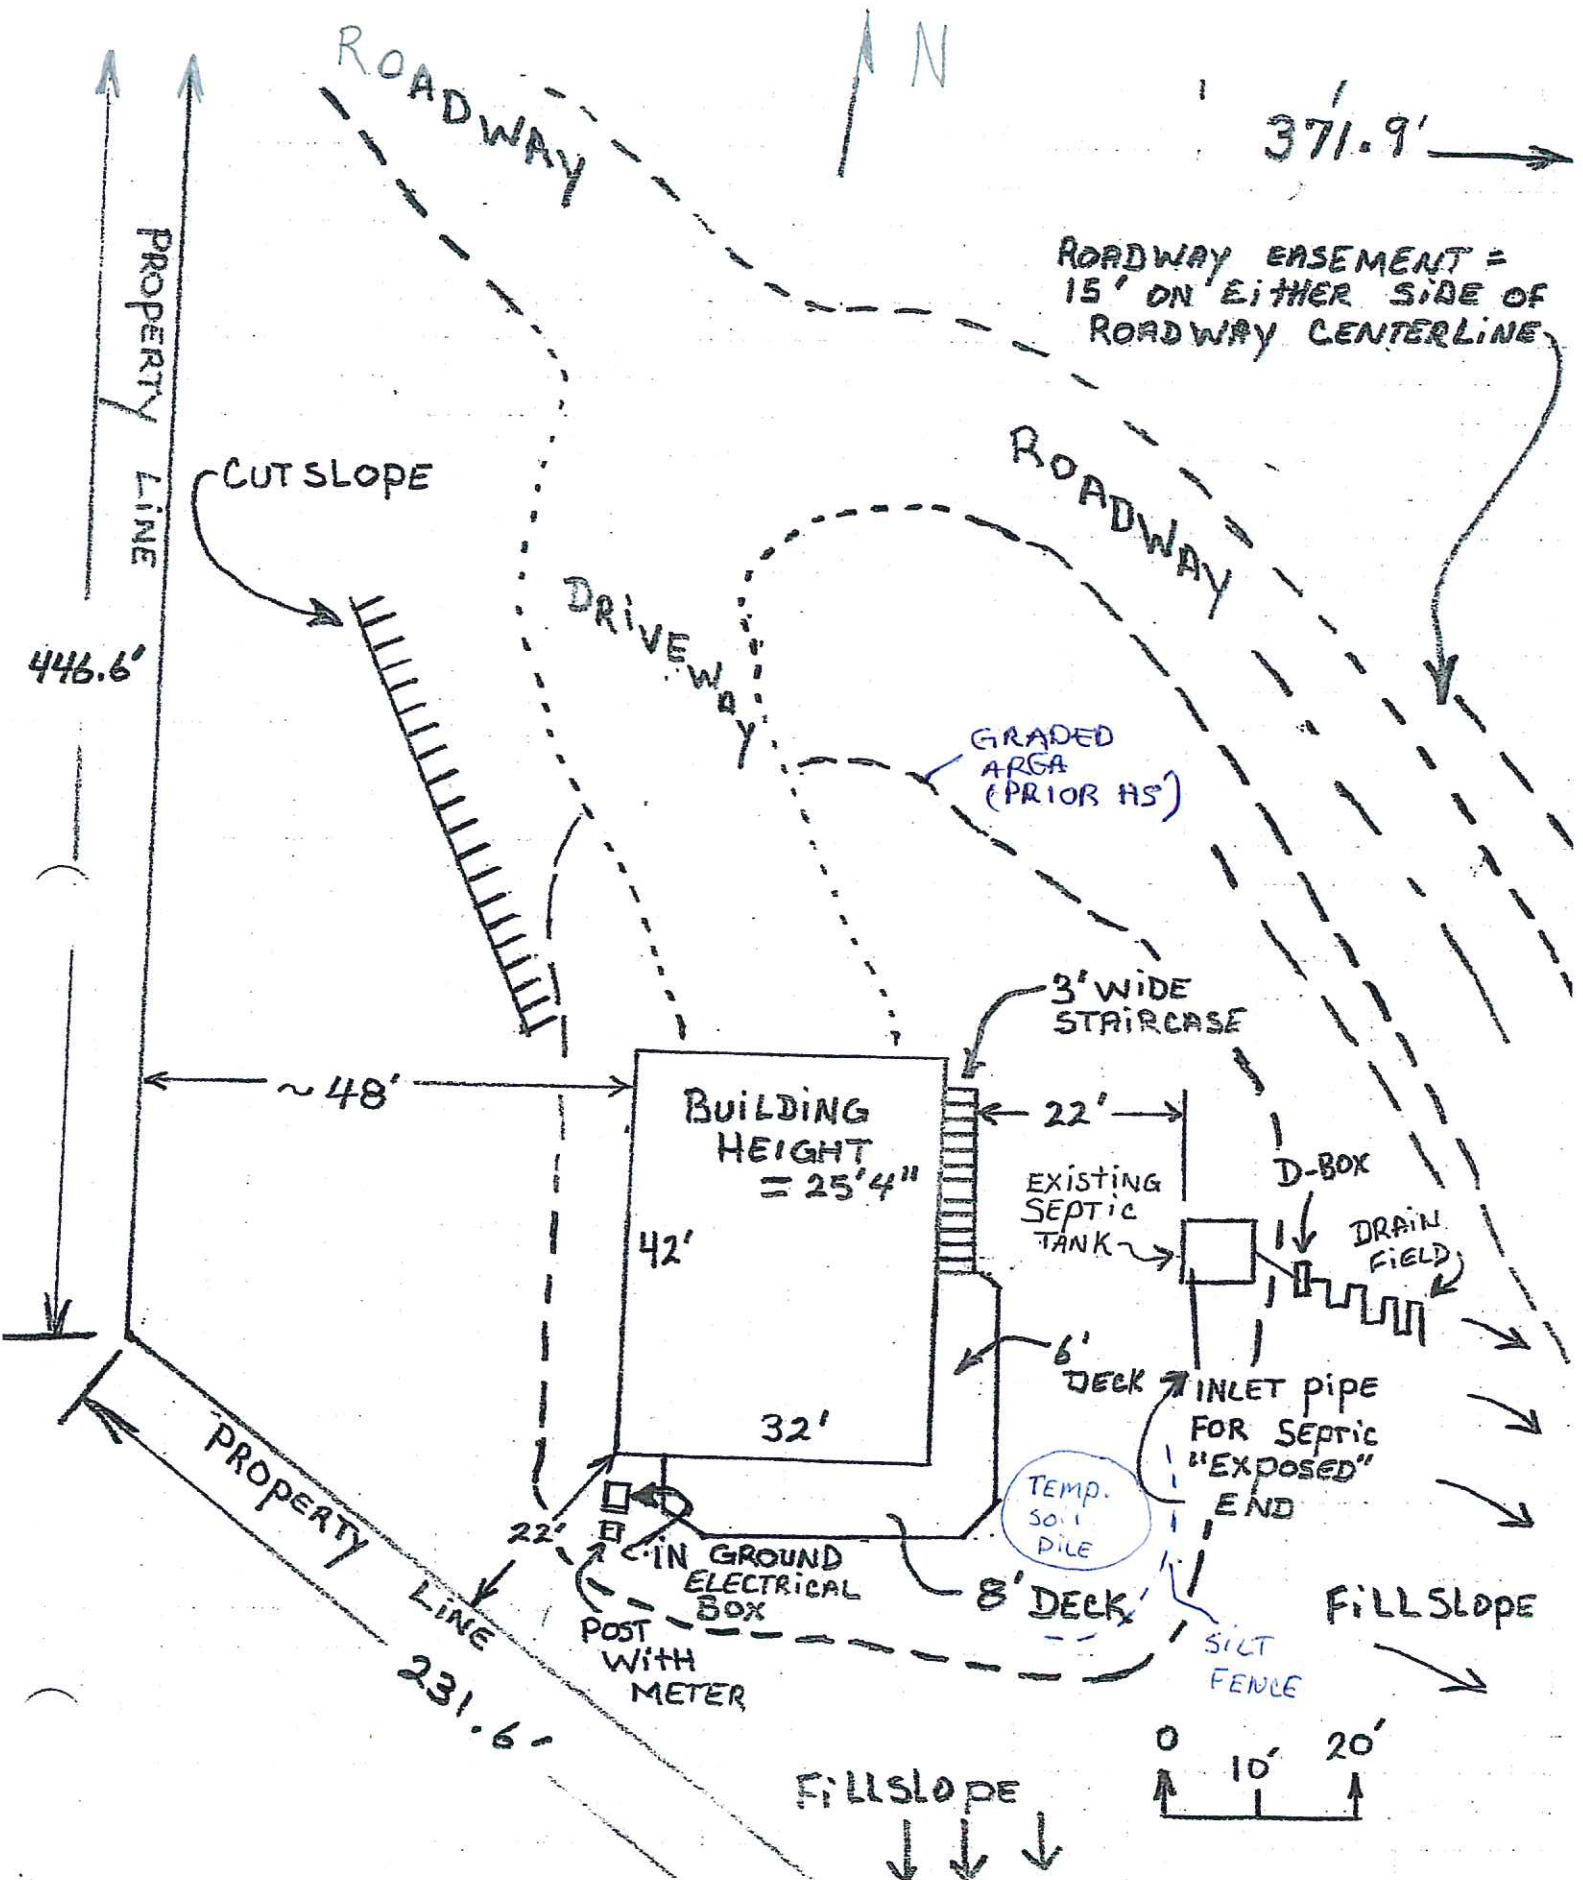 ROADWAY
N
371.9'
ROADWAY EASEMENT =
15' ON EITHER SIDE OF
ROADWAY CENTERLINE
PROPERTY LINE
CUT SLOPE
ROADWAY
DRIVEWAY
446.6'
GRADED
AREA
(PRIOR HS')
3' WIDE
STAIRCASE
~48'
BUILDING
HEIGHT
= 25'4"
22'
D-BOX
EXISTING
SEPTIC
TANK
DRAIN
FIELD
42'
6'
DECK
INLET PIPE
FOR SEPTIC
"EXPOSED"
END
32'
TEMP.
SOIL
PILE
PROPERTY LINE
22'
IN GROUND
ELECTRICAL
BOX
8' DECK
FILLSLOPE
POST
WITH
METER
SILT
FENCE
231.6'
FILLSLOPE
0 10' 20'